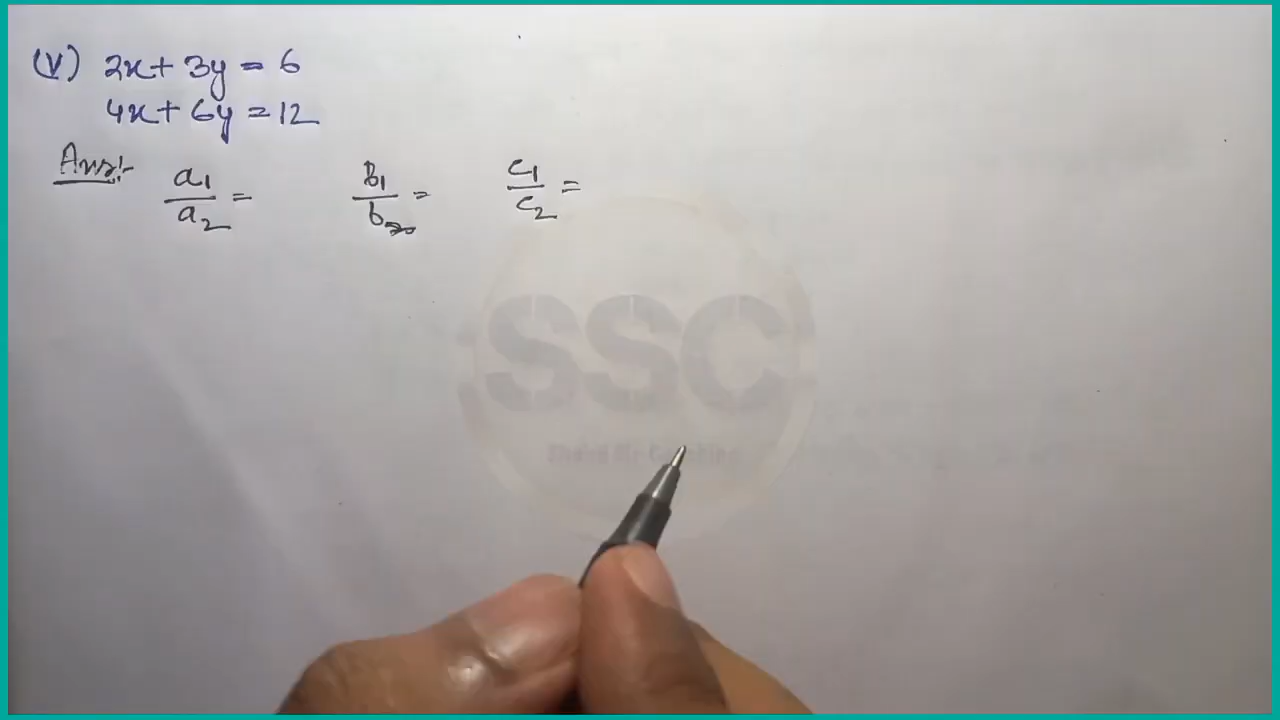 (V) 2x + 3y = 6
4x + 6y = 12
Ans:- a1/a2 = b1/b2 = c1/c2 =
SSC